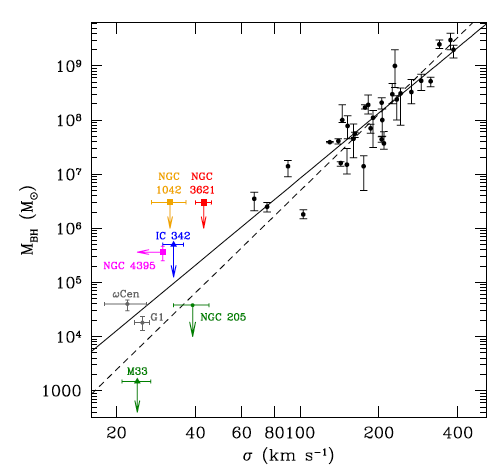 10⁹
10⁸
10⁷
10⁶
10⁵
10⁴
1000
M_BH (M⊙)
NGC
1042
NGC
3621
IC 342
NGC 4395
ωCen
G1
NGC 205
M33
20 40 60 80 100 200 400
σ (km s⁻¹)